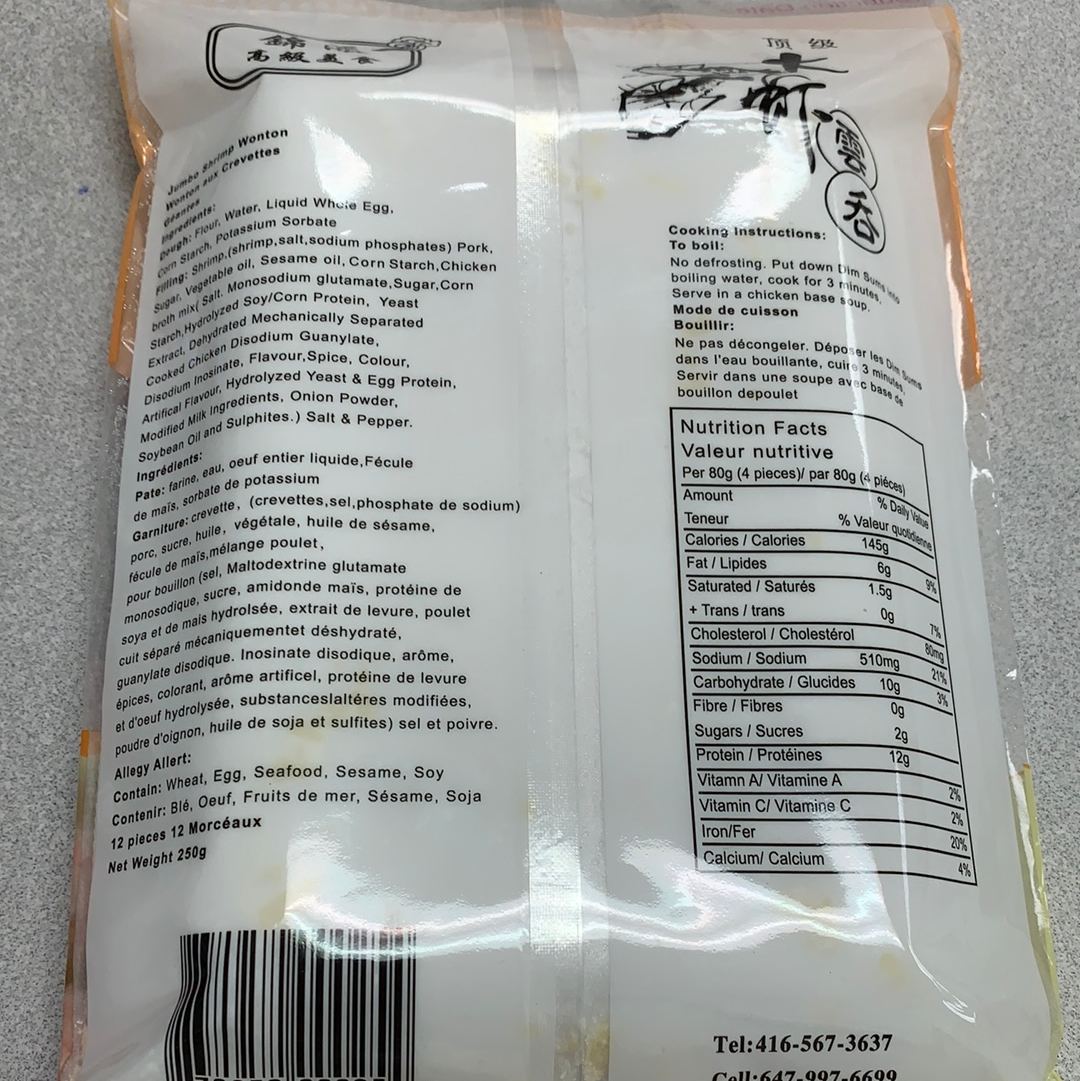 高級美食
Jumbo Shrimp Wonton
Wonton aux Crevettes
Géantes
Ingredients:
Dough: Flour, Water, Liquid Whole Egg,
Corn Starch, Potassium Sorbate
Filling: Shrimp,(shrimp,salt,sodium phosphates) Pork,
Sugar, Vegetable oil, Sesame oil, Corn Starch,Chicken
broth mix( Salt. Monosodium glutamate,Sugar,Corn
Starch,Hydrolyzed Soy/Corn Protein, Yeast
Extract, Dehydrated Mechanically Separated
Cooked Chicken Disodium Guanylate,
Disodium Inosinate, Flavour,Spice, Colour,
Artifical Flavour, Hydrolyzed Yeast & Egg Protein,
Modified Milk Ingredients, Onion Powder,
Soybean Oil and Sulphites.) Salt & Pepper.
Ingrédients:
Pate: farine, eau, oeuf entier liquide,Fécule
de maïs, sorbate de potassium
Garniture: crevette, (crevettes,sel,phosphate de sodium)
porc, sucre, huile, végétale, huile de sésame,
fécule de maïs,mélange poulet,
pour bouillon (sel, Maltodextrine glutamate
monosodique, sucre, amidonde maïs, protéine de
soya et de mais hydrolsée, extrait de levure, poulet
cuit séparé mécaniquementet déshydraté,
guanylate disodique. Inosinate disodique, arôme,
épices, colorant, arôme artificel, protéine de levure
et d'oeuf hydrolysée, substanceslaltéres modifiées,
poudre d'oignon, huile de soja et sulfites) sel et poivre.
Allegy Allert:
Contain: Wheat, Egg, Seafood, Sesame, Soy
Contenir: Blé, Oeuf, Fruits de mer, Sésame, Soja
12 pieces 12 Morcéaux
Net Weight 250g
顶级
大虾
雲吞
Cooking Instructions:
To boil:
No defrosting. Put down Dim Sums into
boiling water, cook for 3 minutes.
Serve in a chicken base soup.
Mode de cuisson
Bouillir:
Ne pas décongeler. Déposer les Dim Sums
dans l'eau bouillante, cuire 3 minutes.
Servir dans une soupe avec base de
bouillon depoulet
Nutrition Facts
Valeur nutritive
Per 80g (4 pieces)/ par 80g (4 piéces)
Amount % Daily Value
Teneur % Valeur quotidienne
Calories / Calories 145g
Fat / Lipides 6g 9%
Saturated / Saturés 1.5g
+ Trans / trans 0g 7%
Cholesterol / Cholestérol 80mg
Sodium / Sodium 510mg 21%
Carbohydrate / Glucides 10g 3%
Fibre / Fibres 0g
Sugars / Sucres 2g
Protein / Protéines 12g
Vitamn A/ Vitamine A 2%
Vitamin C/ Vitamine C 2%
Iron/Fer 20%
Calcium/ Calcium 4%
Tel:416-567-3637
Cell:647-997-6699